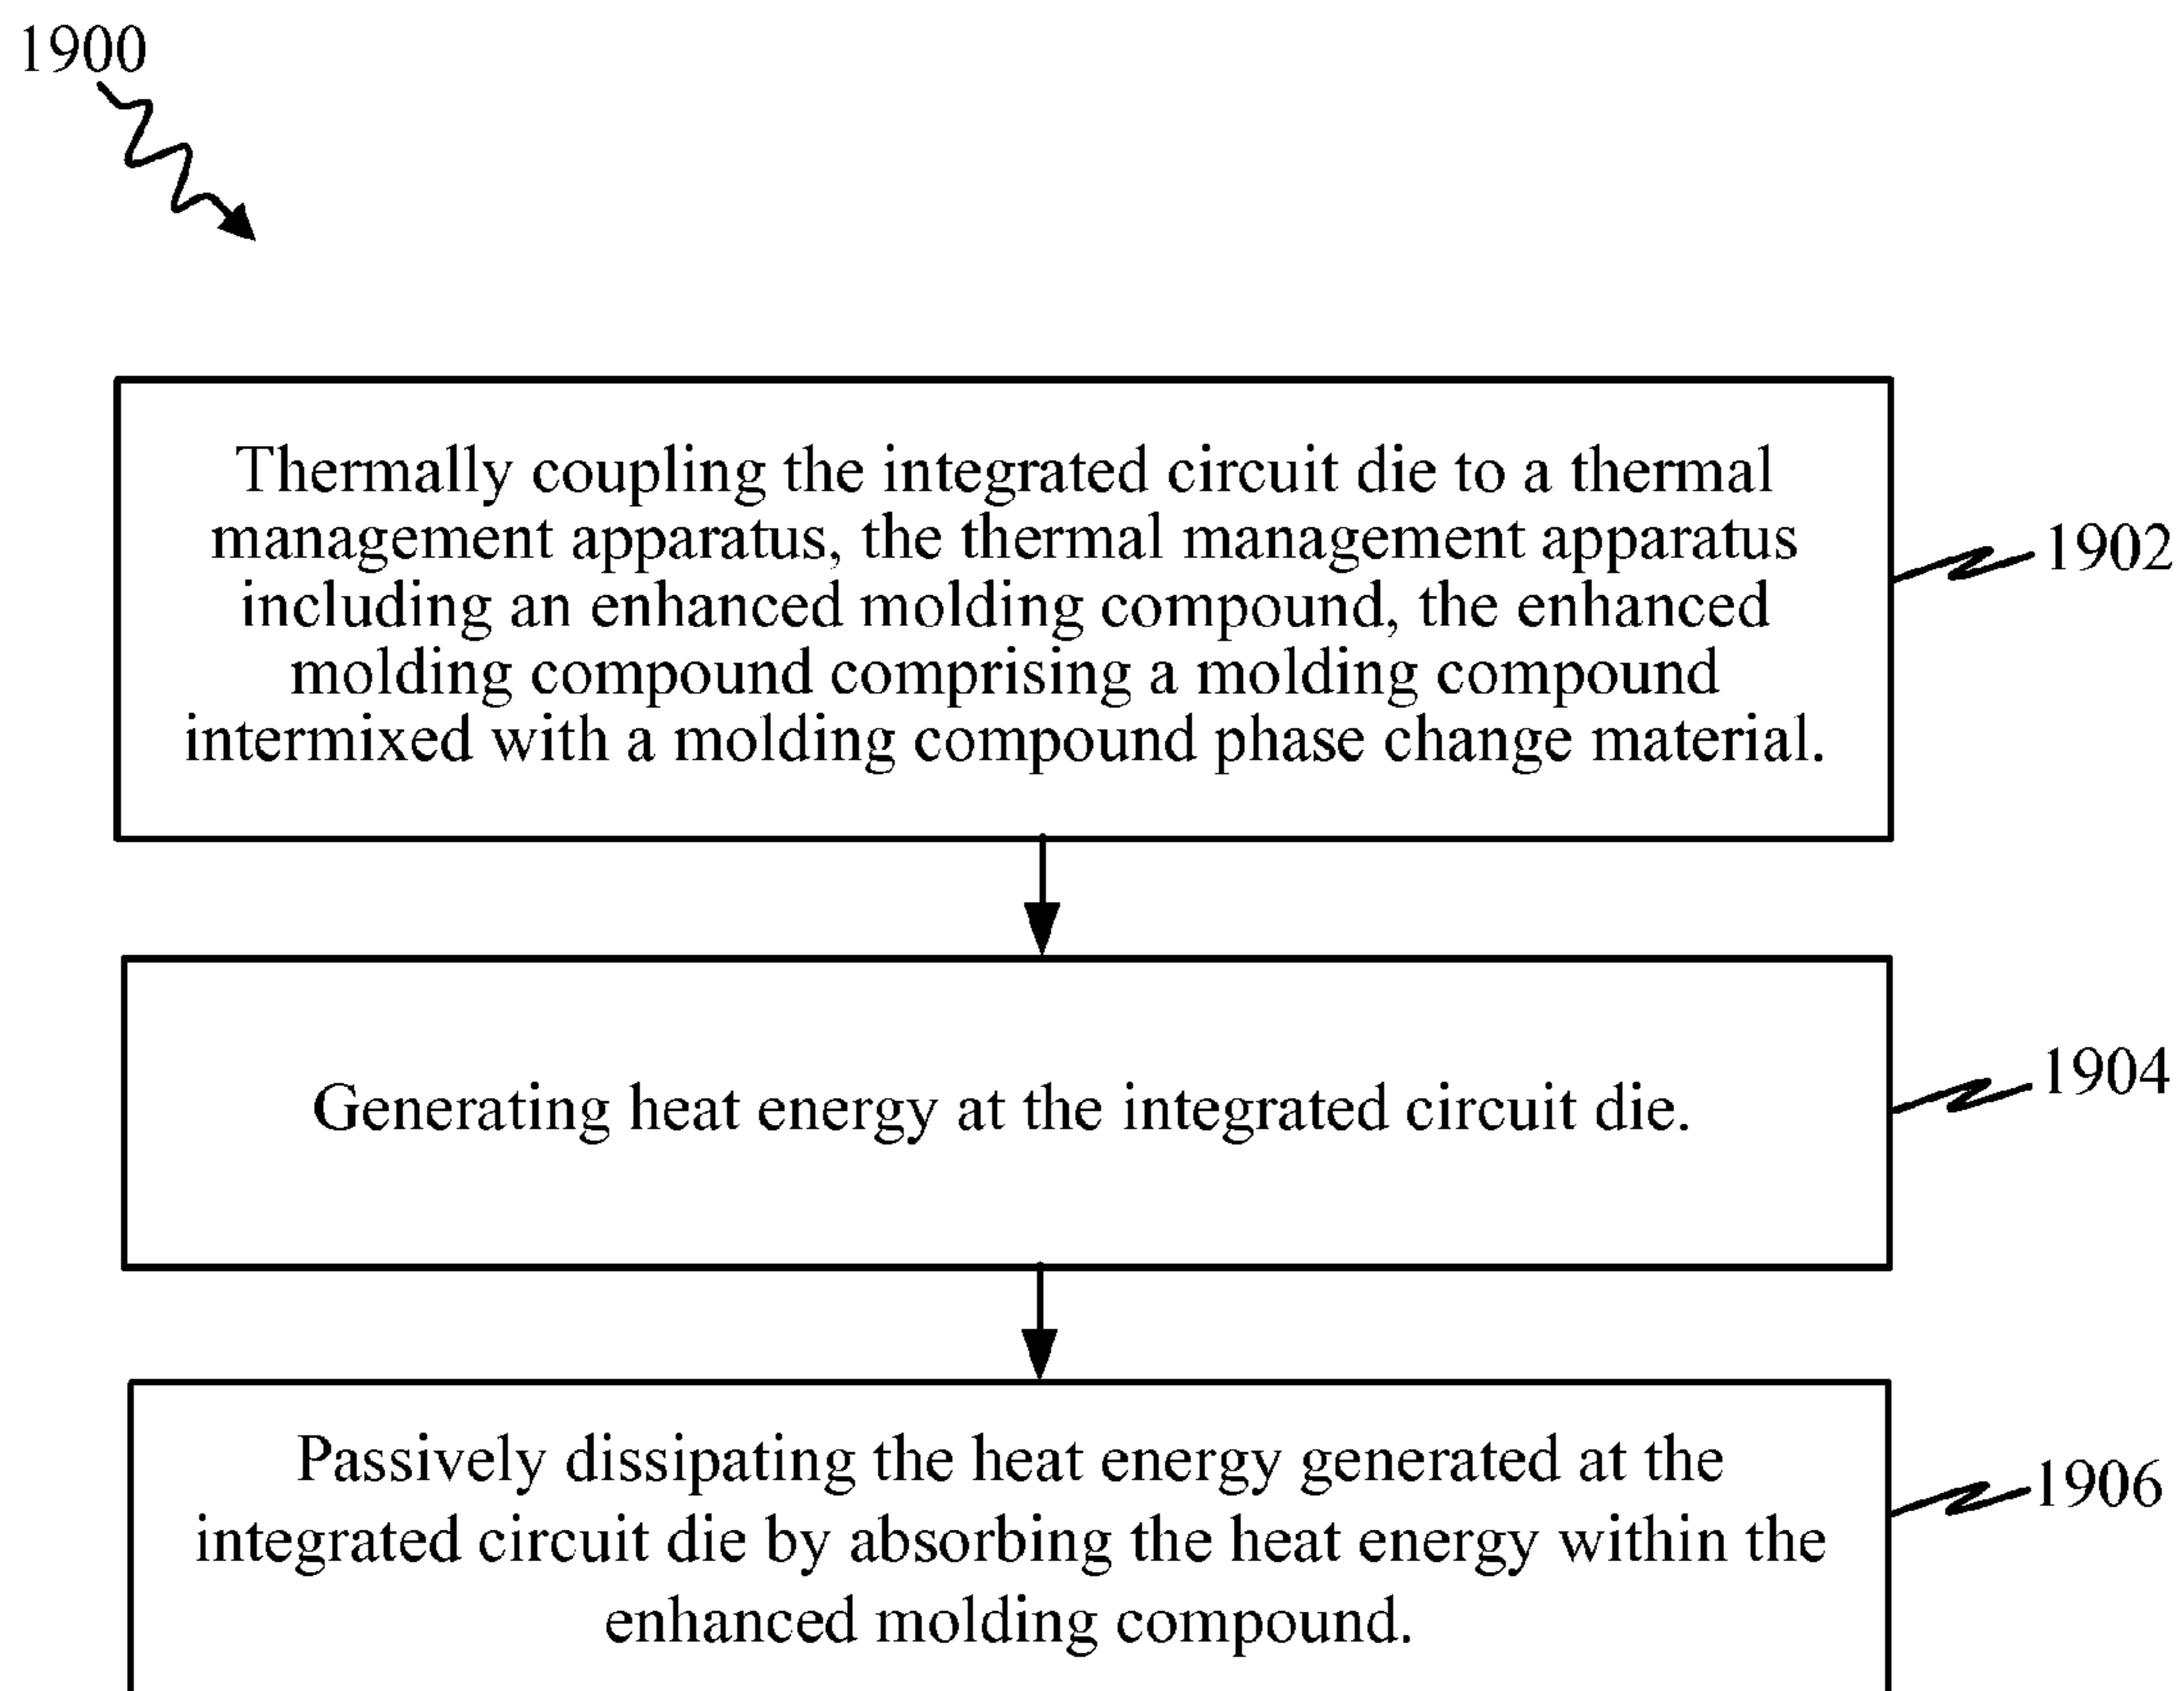 1900
Thermally coupling the integrated circuit die to a thermal
management apparatus, the thermal management apparatus
including an enhanced molding compound, the enhanced
molding compound comprising a molding compound
intermixed with a molding compound phase change material.
1902
Generating heat energy at the integrated circuit die.
1904
Passively dissipating the heat energy generated at the
integrated circuit die by absorbing the heat energy within the
enhanced molding compound.
1906